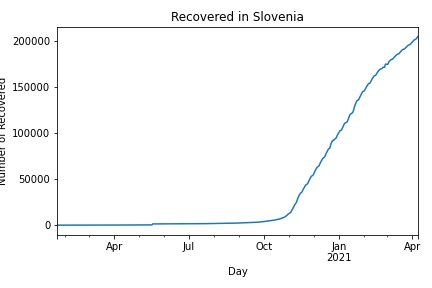 Recovered in Slovenia
Number of Recovered
200000
150000
100000
50000
0
Apr
Jul
Oct
Jan
2021
Apr
Day